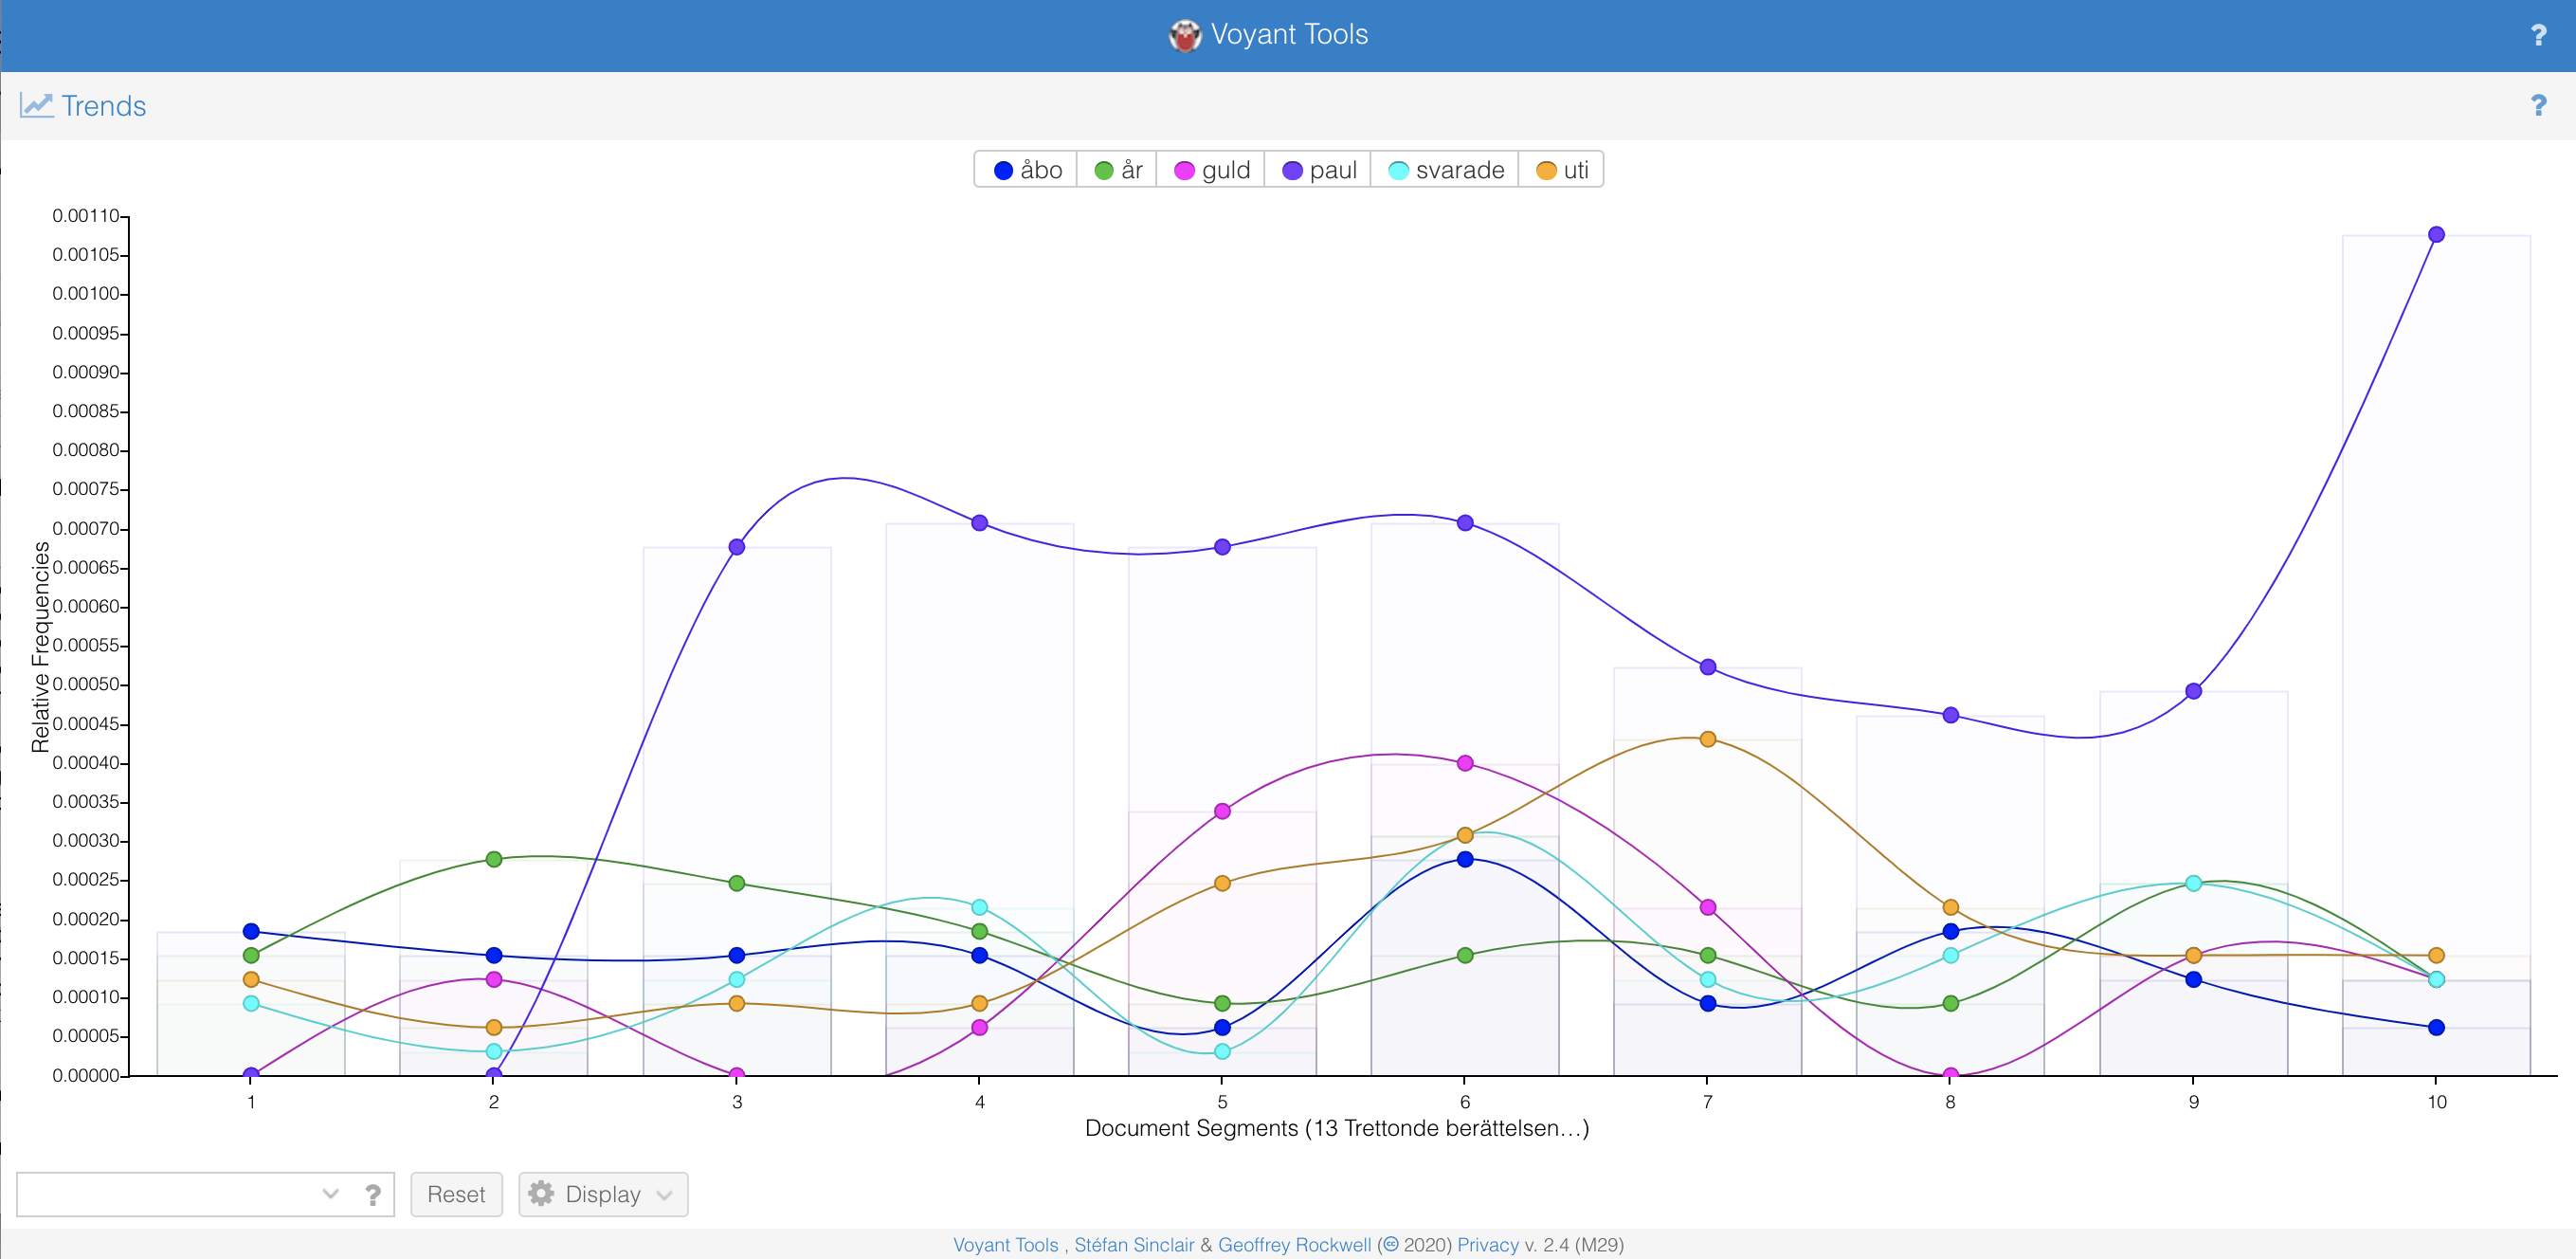 Voyant Tools ?
Trends ?
åbo år guld paul svarade uti
0.00110
0.00105
0.00100
0.00095
0.00090
0.00085
0.00080
0.00075
0.00070
0.00065
0.00060
0.00055
0.00050
0.00045
0.00040
0.00035
0.00030
0.00025
0.00020
0.00015
0.00010
0.00005
0.00000
Relative Frequencies
1 2 3 4 5 6 7 8 9 10
Document Segments (13 Trettonde berättelsen...)
? Reset Display
Voyant Tools , Stéfan Sinclair & Geoffrey Rockwell (cc 2020) Privacy v. 2.4 (M29)